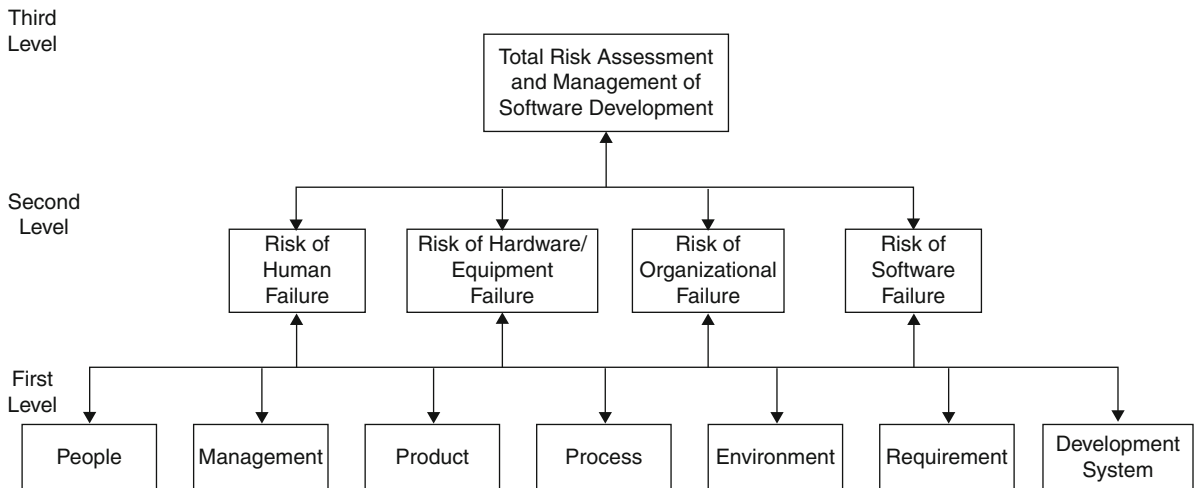 Third
Level
Total Risk Assessment
and Management of
Software Development
Second
Level
Risk of
Human
Failure
Risk of Hardware/
Equipment
Failure
Risk of
Organizational
Failure
Risk of
Software
Failure
First
Level
People
Management
Product
Process
Environment
Requirement
Development
System